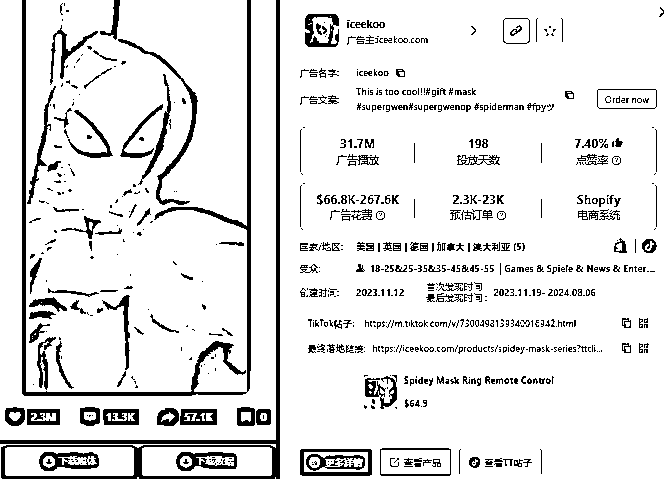 2.3M 13.3K 57.1K 0
下载媒体 下载数据
iceekoo
广告主:iceekoo.com
广告名字: iceekoo
广告文案: This is too cool!!#gift #mask
#supergwen#supergwenop #spiderman #fpyツ
Order now
31.7M 198 7.40%
广告播放 投放天数 点赞率
$66.8K-267.6K 2.3K-23K Shopify
广告花费 预估订单 电商系统
国家/地区: 美国 | 英国 | 德国 | 加拿大 | 澳大利亚 (5)
受众: 18-25&25-35&35-45&45-55 | Games & Spiele & News & Enter...
创建时间: 2023.11.12 首次发现时间
最后发现时间: 2023.11.19- 2024.08.06
TikTok帖子: https://m.tiktok.com/v/7300498139340016942.html
最终落地链接: https://iceekoo.com/products/spidey-mask-series?ttcli...
Spidey Mask Ring Remote Control
$64.9
更多详情 查看产品 查看TT帖子